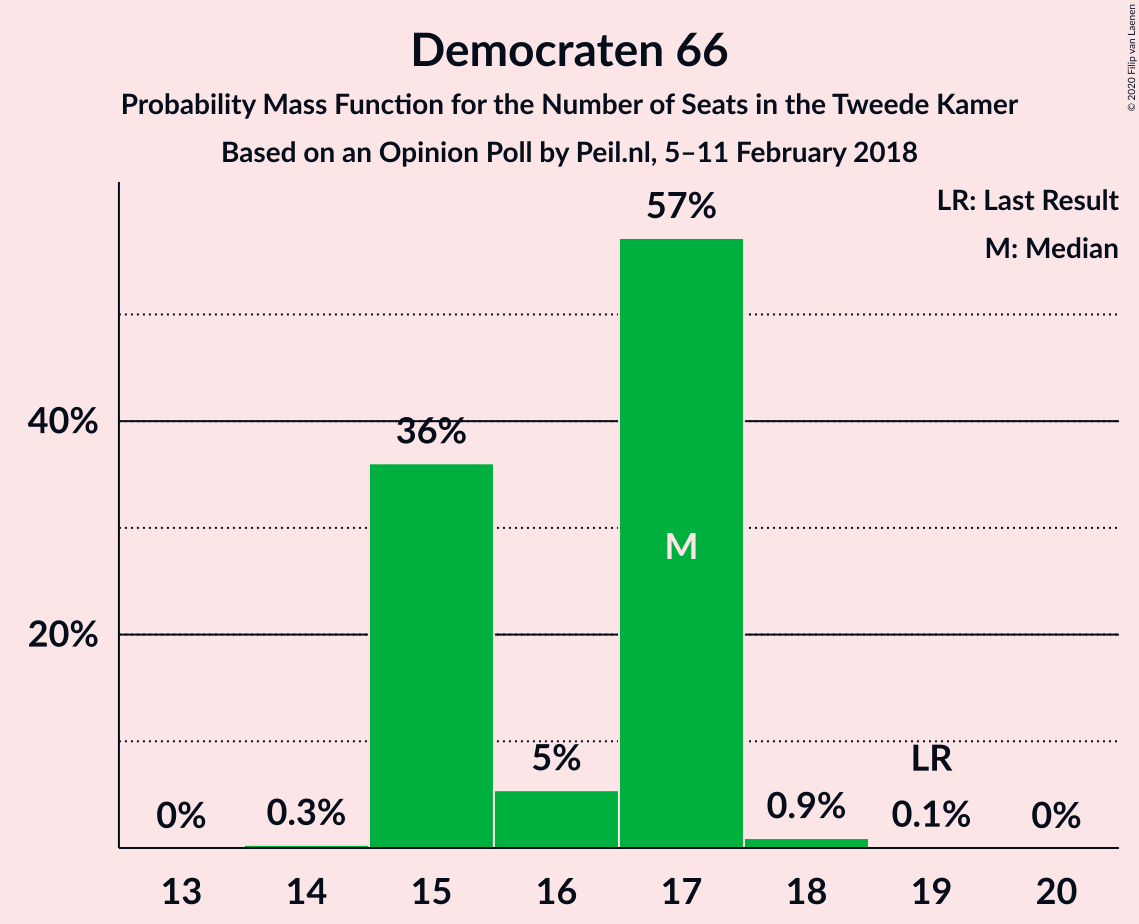 Democraten 66
Probability Mass Function for the Number of Seats in the Tweede Kamer
Based on an Opinion Poll by Peil.nl, 5–11 February 2018
© 2020 Filip van Laenen
LR: Last Result
M: Median
57%
40%
36%
M
20%
5%
LR
0%
0.3%
0.9%
0.1%
0%
13 14 15 16 17 18 19 20